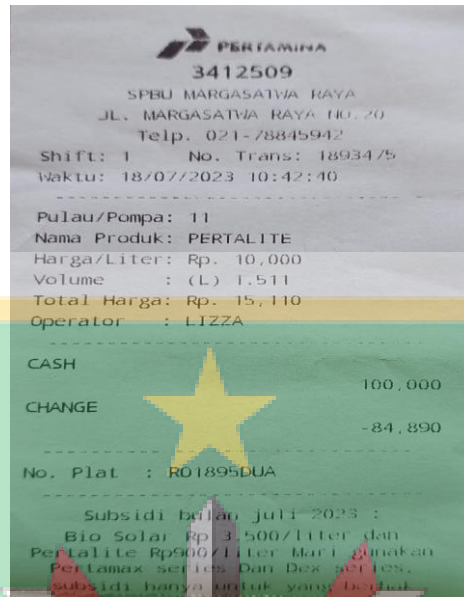 PERTAMINA
3412509
SPBU MARGASATWA RAYA
JL. MARGASATWA RAYA NO.20
Telp. 021-78845942
Shift: 1 No. Trans: 1893475
Waktu: 18/07/2023 10:42:40
Pulau/Pompa: 11
Nama Produk: PERTALITE
Harga/Liter: Rp. 10,000
Volume : (L) 1.511
Total Harga: Rp. 15,110
Operator : LIZZA
CASH
100,000
CHANGE
-84,890
No. Plat : RO1895DUA
Subsidi bulan juli 2023 :
Bio Solar Rp 3.500/liter dan
Pertalite Rp900/liter Mari gunakan
Pertamax series Dan Dex series,
subsidi hanya untuk yang berhak